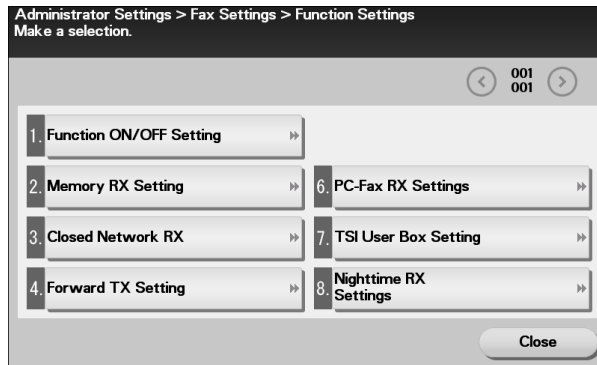 Administrator Settings > Fax Settings > Function Settings
Make a selection.
001
001
1. Function ON/OFF Setting
2. Memory RX Setting
3. Closed Network RX
4. Forward TX Setting
6. PC-Fax RX Settings
7. TSI User Box Setting
8. Nighttime RX
Settings
Close